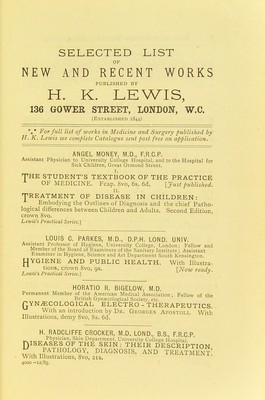 SELECTED LIST
OF
NEW AND RECENT WORKS
PUBLISHED BY
H. K. LEWIS,
136 GOWER STREET, LONDON, W.C.
(ESTABLISHED 1844)
*⁎* For full list of works in Medicine and Surgery published by
H. K. Lewis see complete Catalogue sent post free on application.
ANGEL MONEY, M.D., F.R.C.P.
Assistant Physician to University College Hospital, and to the Hospital for
Sick Children, Great Ormond Street.
I.
THE STUDENT'S TEXTBOOK OF THE PRACTICE
OF MEDICINE. Fcap. 8vo, 6s. 6d. [Just published.
II.
TREATMENT OF DISEASE IN CHILDREN:
Embodying the Outlines of Diagnosis and the chief Patho-
logical differences between Children and Adults. Second Edition,
crown 8vo.
Lewis's Practical Series.]
LOUIS C. PARKES, M.D., D.P.H. LOND. UNIV.
Assistant Professor of Hygiene, University College, London; Fellow and
Member of the Board of Examiners of the Sanitary Institute; Assistant
Examiner in Hygiene, Science and Art Department South Kensington.
HYGIENE AND PUBLIC HEALTH. With Illustra-
tions, crown 8vo, 9s. [Now ready.
Lewis's Practical Series.]
HORATIO R. BIGELOW, M.D.
Permanent Member of the American Medical Association; Fellow of the
British Gynæcological Society, etc.
GYNÆCOLOGICAL ELECTRO-THERAPEUTICS.
With an introduction by DR. GEORGES APOSTOLI. With
Illustrations, demy 8vo, 8s. 6d.
H. RADCLIFFE CROCKER, M.D. LOND., B.S., F.R.C.P.
Physician, Skin Department, University College Hospital.
DISEASES OF THE SKIN: THEIR DESCRIPTION,
PATHOLOGY, DIAGNOSIS, AND TREATMENT.
With Illustrations, 8vo, 21s.
4000—12/89.